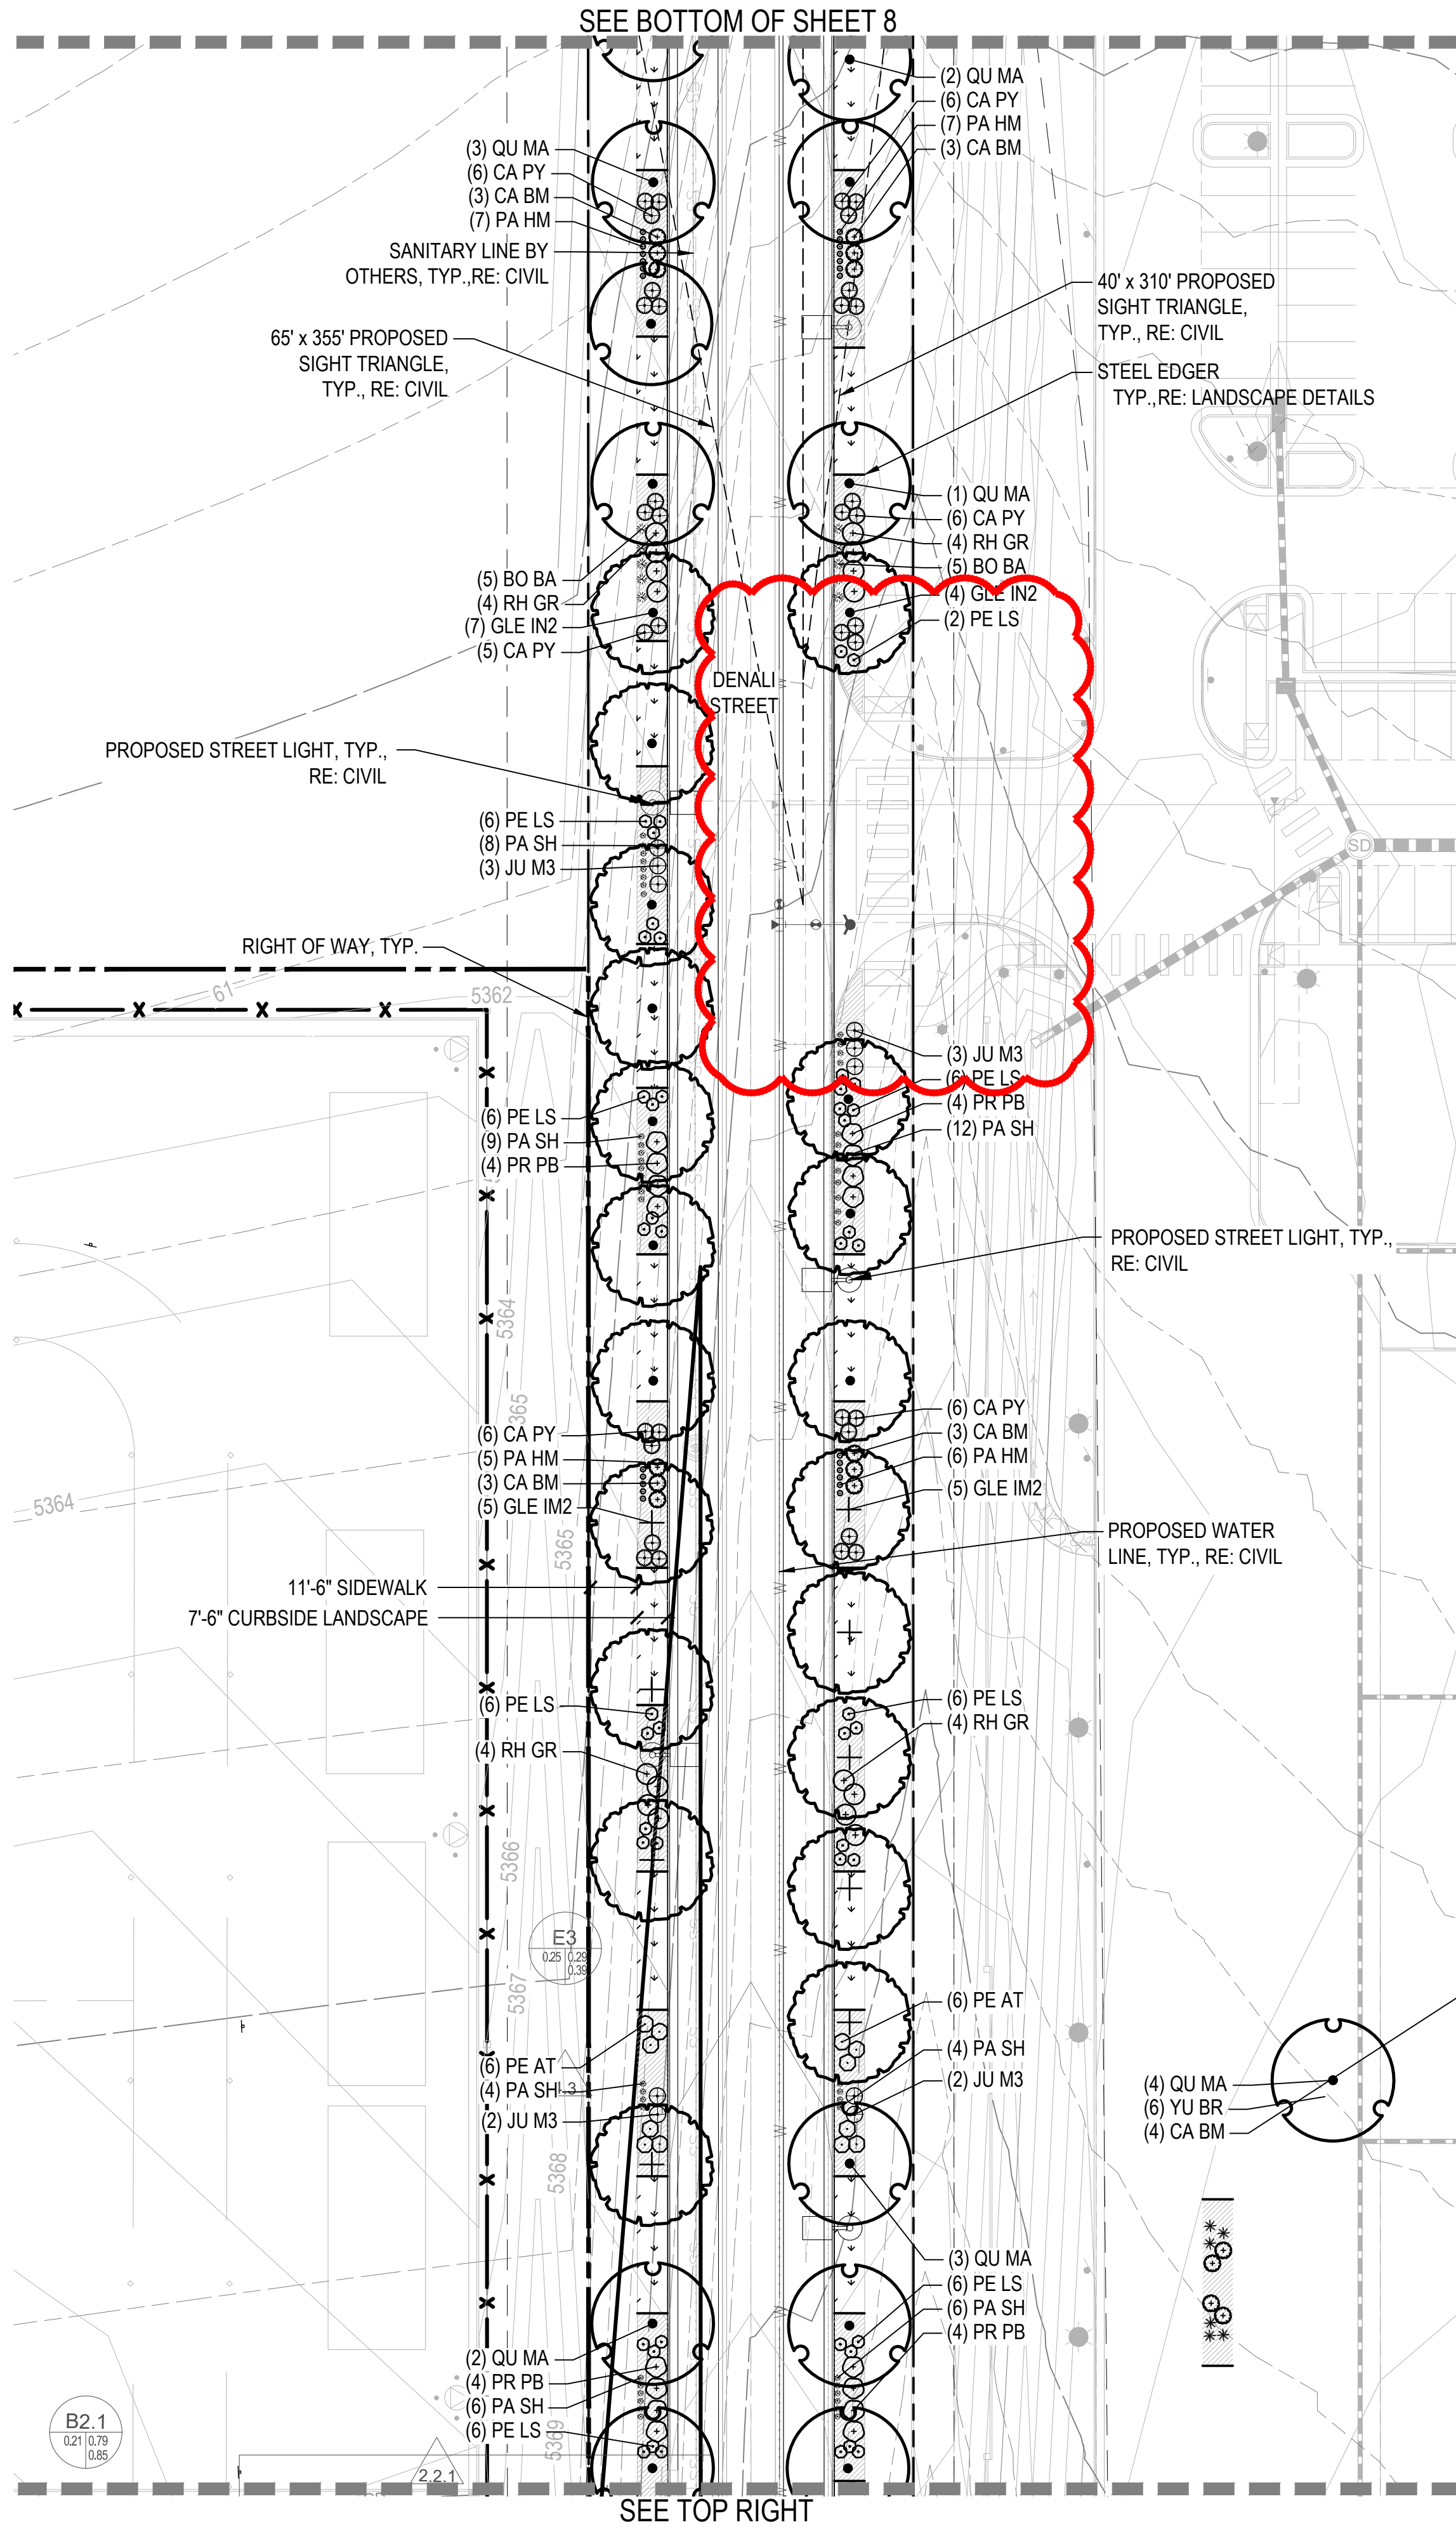 SEE BOTTOM OF SHEET 8
(2) QU MA
(6) CA PY
(7) PA HM
(3) CA BM
(3) QU MA
(6) CA PY
(3) CA BM
(7) PA HM
SANITARY LINE BY
OTHERS, TYP.,RE: CIVIL
40' x 310' PROPOSED
SIGHT TRIANGLE,
TYP., RE: CIVIL
65' x 355' PROPOSED
SIGHT TRIANGLE,
TYP., RE: CIVIL
STEEL EDGER
TYP.,RE: LANDSCAPE DETAILS
(1) QU MA
(6) CA PY
(4) RH GR
(5) BO BA
(4) GLE IN2
(2) PE LS
(5) BO BA
(4) RH GR
(7) GLE IN2
(5) CA PY
DENALI
STREET
PROPOSED STREET LIGHT, TYP.,
RE: CIVIL
(6) PE LS
(8) PA SH
(3) JU M3
SD
RIGHT OF WAY, TYP.
61
5362
(3) JU M3
(6) PE LS
(4) PR PB
(12) PA SH
(6) PE LS
(9) PA SH
(4) PR PB
PROPOSED STREET LIGHT, TYP.,
RE: CIVIL
5364
5365
(6) CA PY
(3) CA BM
(6) PA HM
(5) GLE IM2
(6) CA PY
(5) PA HM
(3) CA BM
(5) GLE IM2
5364
5365
PROPOSED WATER
LINE, TYP., RE: CIVIL
11'-6" SIDEWALK
7'-6" CURBSIDE LANDSCAPE
(6) PE LS
(4) RH GR
(6) PE LS
(4) RH GR
5366
E3
0.25 0.29
0.39
5367
(6) PE AT
(4) PA SH
(2) JU M3
(6) PE AT
(4) PA SH
(2) JU M3
(4) QU MA
(6) YU BR
(4) CA BM
5368
(3) QU MA
(6) PE LS
(6) PA SH
(4) PR PB
(2) QU MA
(4) PR PB
(6) PA SH
(6) PE LS
5369
B2.1
0.21 0.79
0.85
2.2.1
SEE TOP RIGHT